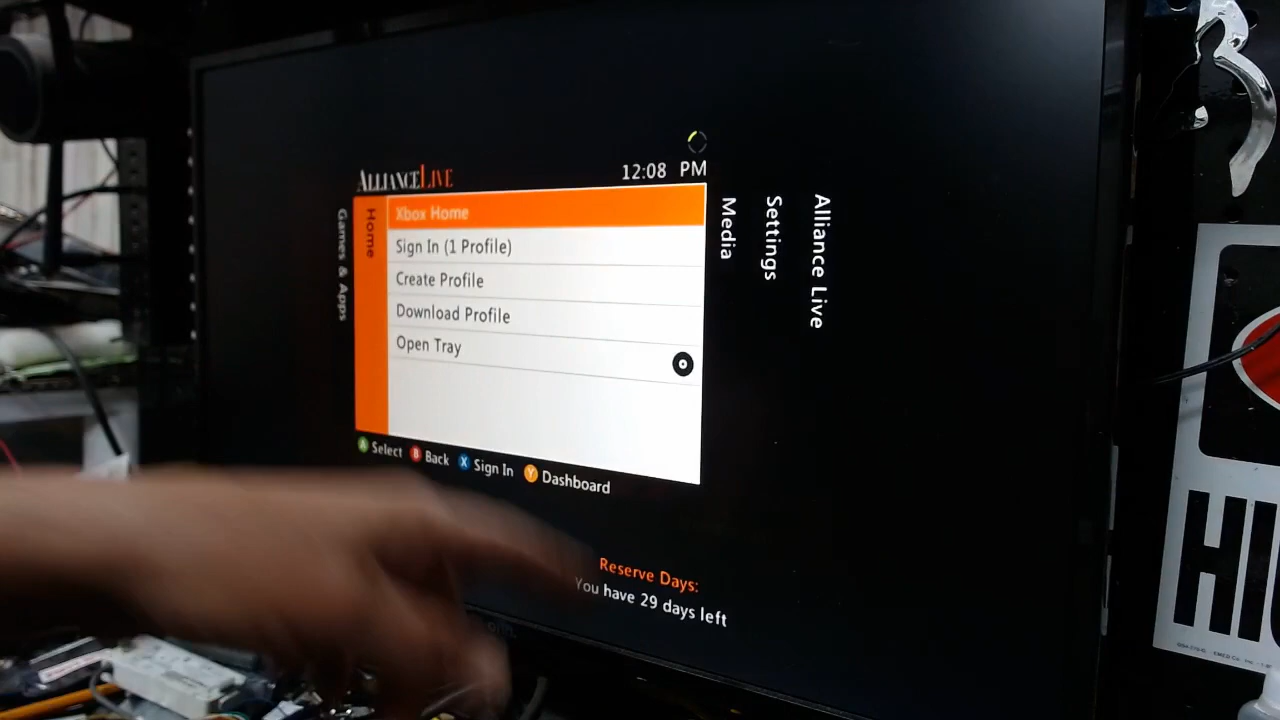 ALLIANCELIVE
12:08 PM
Games & Apps
Home
Xbox Home
Sign In (1 Profile)
Create Profile
Download Profile
Open Tray
Media
Settings
Alliance Live
A Select B Back X Sign In Y Dashboard
Reserve Days:
You have 29 days left